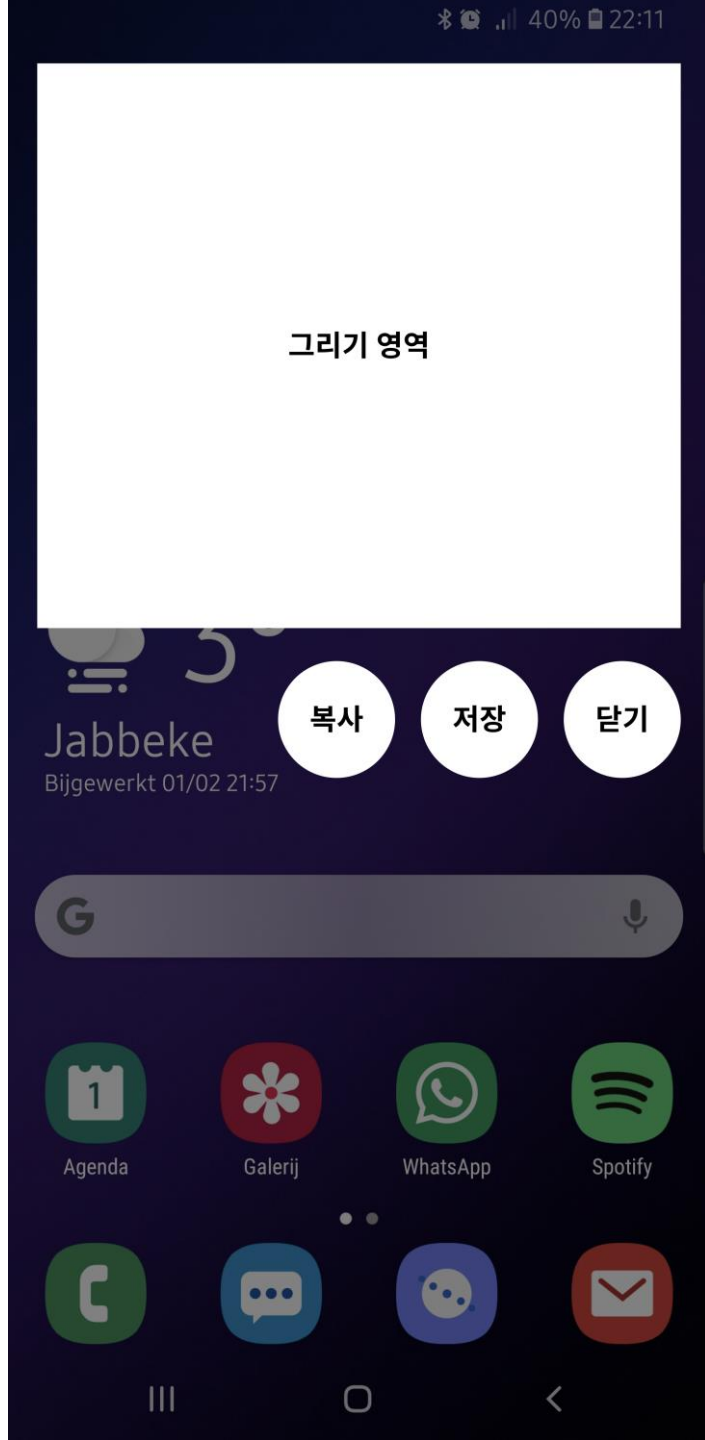 40% 22:11
그리기 영역
3°
복사 저장 닫기
Jabbeke
Bijgewerkt 01/02 21:57
G
1
Agenda Galerij WhatsApp Spotify